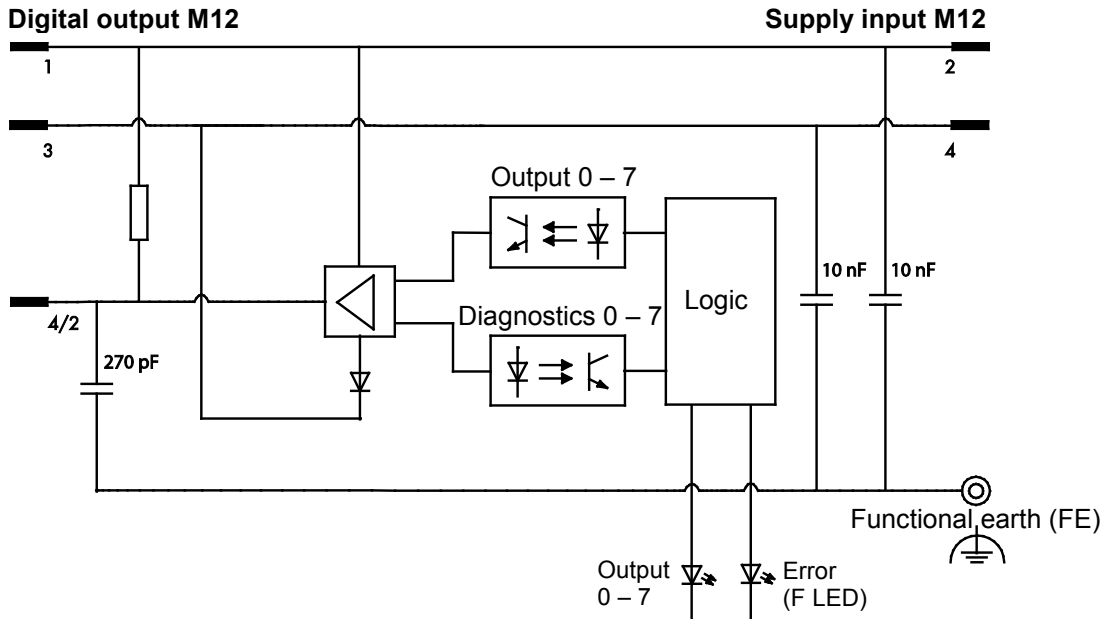 Digital output M12
Supply input M12
1
2
3
4
Output 0 – 7
10 nF
10 nF
Logic
4/2
Diagnostics 0 – 7
270 pF
Functional earth (FE)
Output
0 – 7
Error
(F LED)